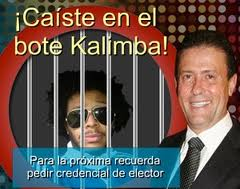 ¡Caíste en el
bote Kalimba!
Para la próxima recuerda
pedir credencial de elector